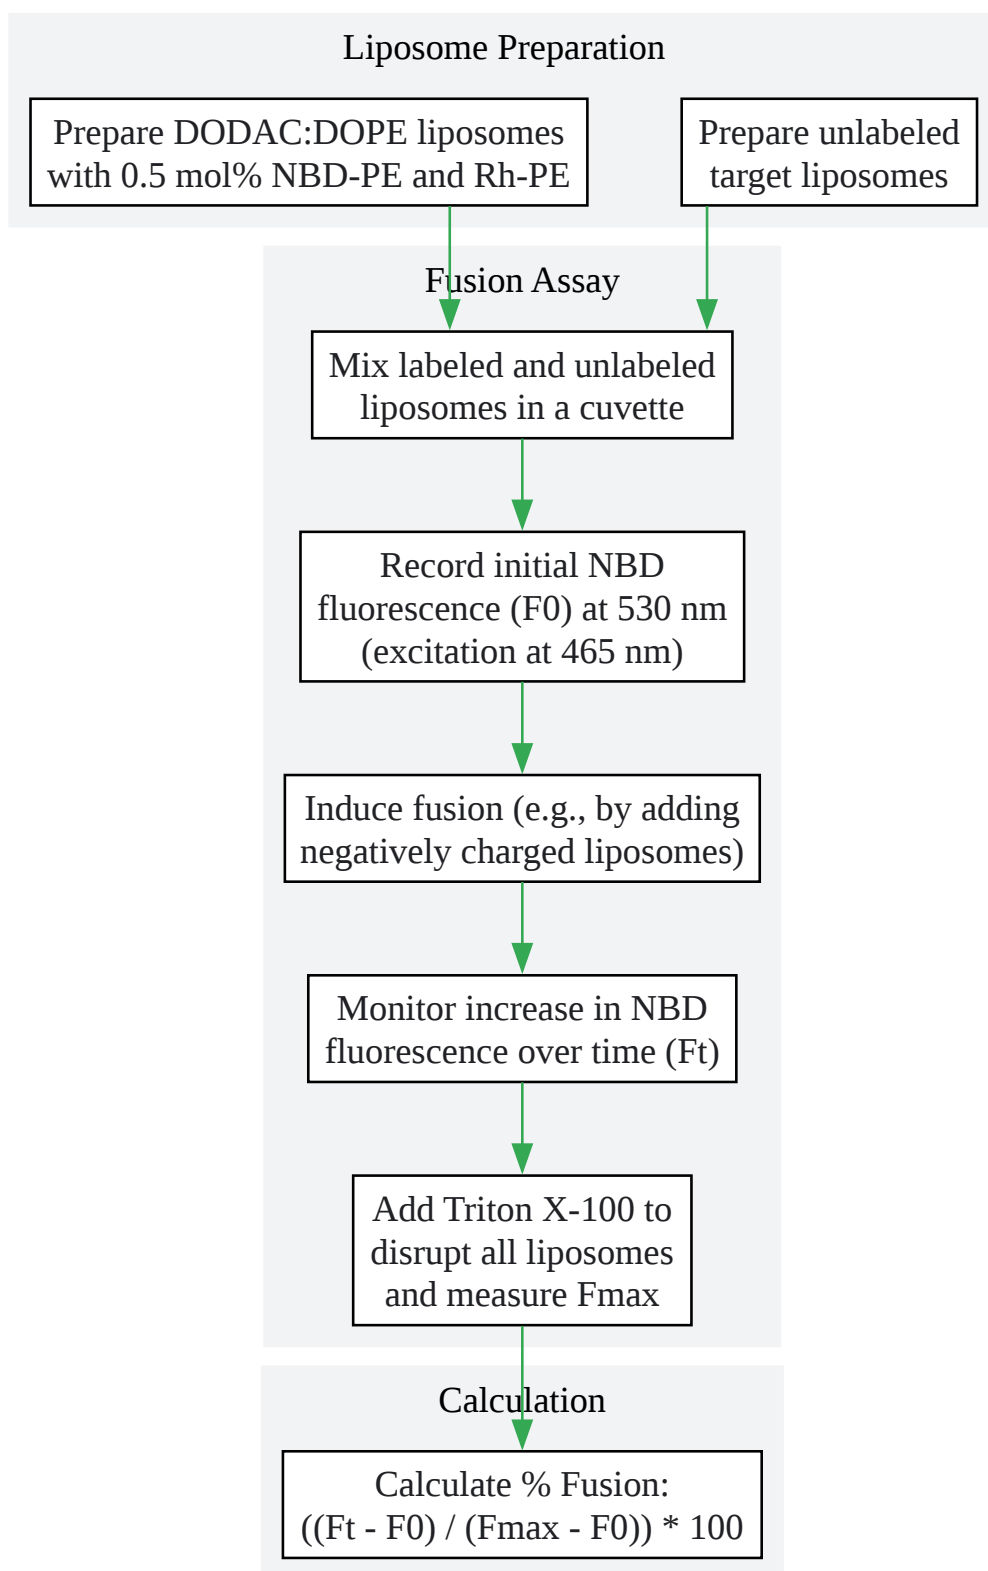 Liposome Preparation
Prepare DODAC:DOPE liposomes
with 0.5 mol% NBD-PE and Rh-PE
Prepare unlabeled
target liposomes
Fusion Assay
Mix labeled and unlabeled
liposomes in a cuvette
Record initial NBD
fluorescence (F0) at 530 nm
(excitation at 465 nm)
Induce fusion (e.g., by adding
negatively charged liposomes)
Monitor increase in NBD
fluorescence over time (Ft)
Add Triton X-100 to
disrupt all liposomes
and measure Fmax
Calculation
Calculate % Fusion:
((Ft - F0) / (Fmax - F0)) * 100